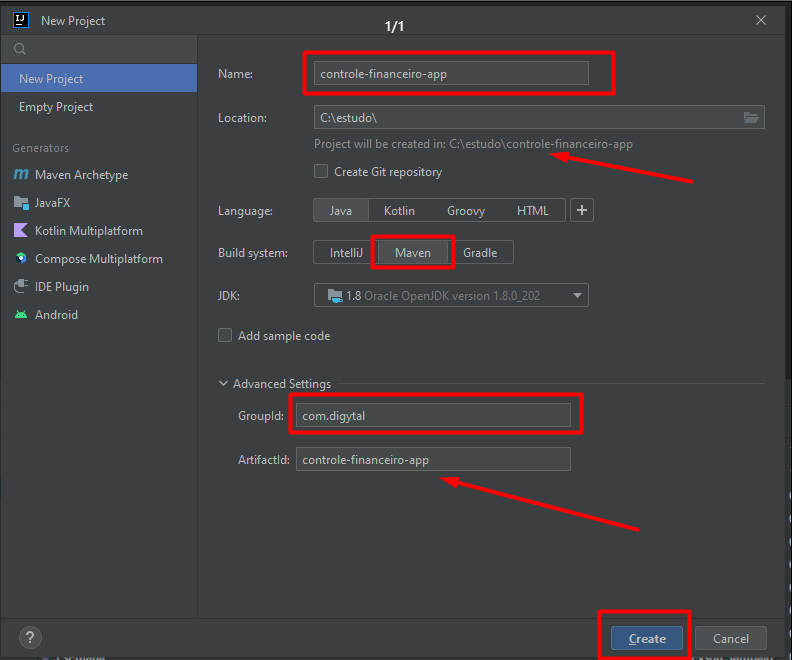 New Project
1/1
New Project
Empty Project
Generators
Maven Archetype
JavaFX
Kotlin Multiplatform
Compose Multiplatform
IDE Plugin
Android
Name: controle-financeiro-app
Location: C:\estudo\
Project will be created in: C:\estudo\controle-financeiro-app
Create Git repository
Language: Java Kotlin Groovy HTML +
Build system: IntelliJ Maven Gradle
JDK: 1.8 Oracle OpenJDK version 1.8.0_202
Add sample code
Advanced Settings
GroupId: com.digytal
ArtifactId: controle-financeiro-app
? Create Cancel